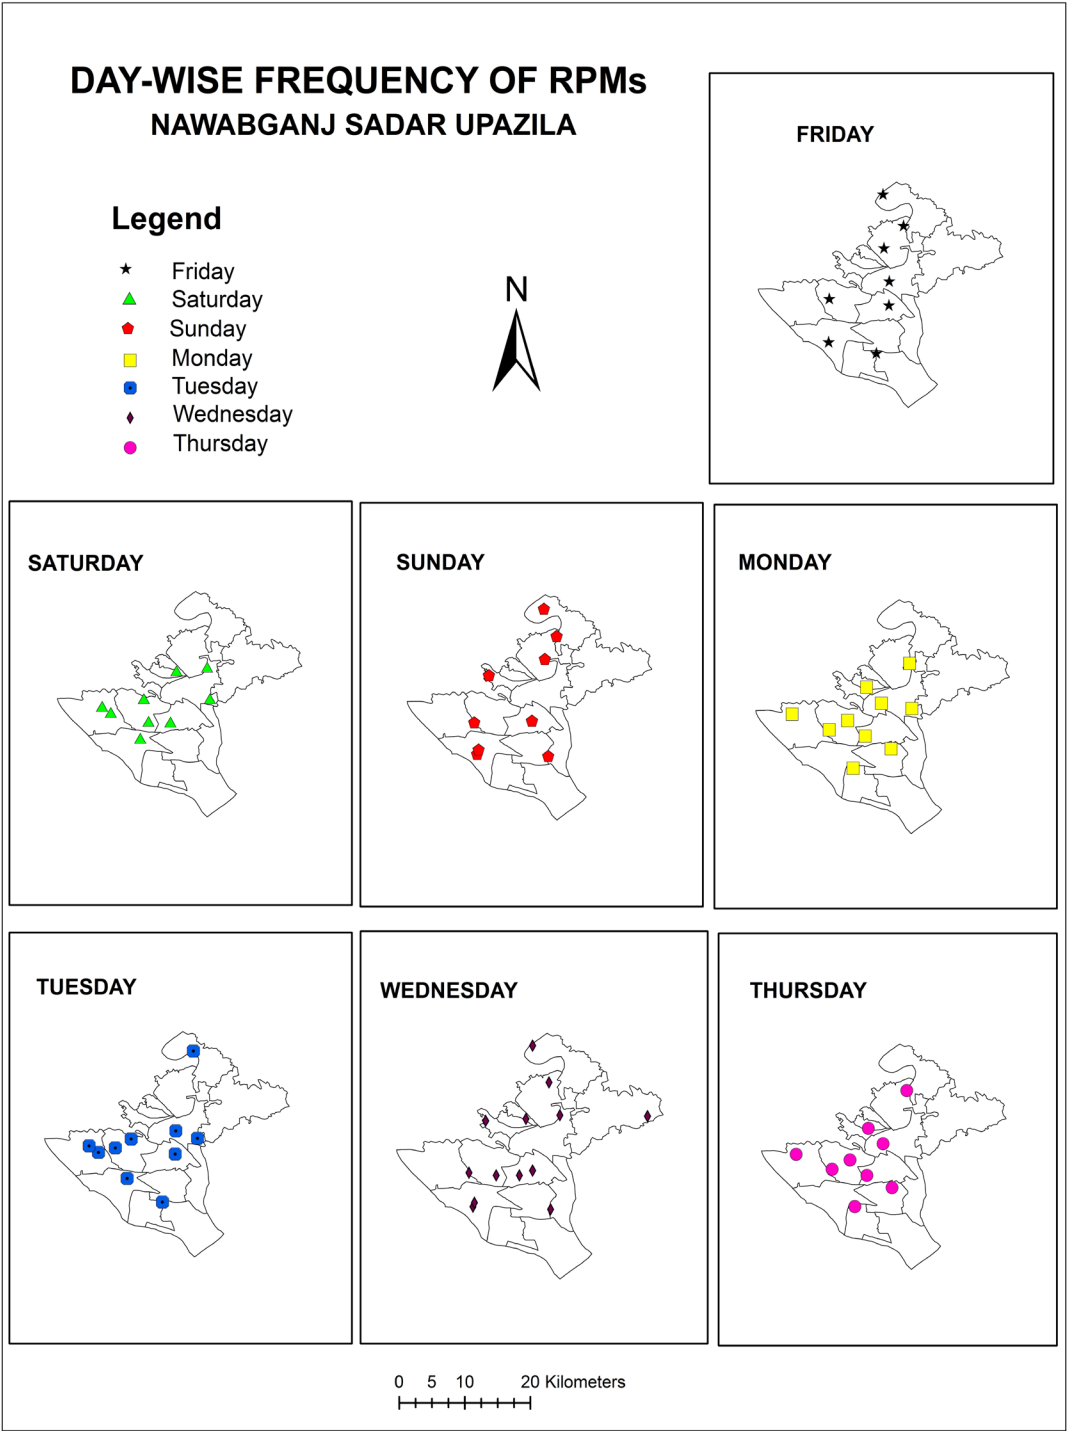 DAY-WISE FREQUENCY OF RPMs
NAWABGANJ SADAR UPAZILA
FRIDAY
Legend
Friday
Saturday
Sunday
Monday
Tuesday
Wednesday
Thursday
N
SATURDAY
SUNDAY
MONDAY
TUESDAY
WEDNESDAY
THURSDAY
0 5 10 20 Kilometers